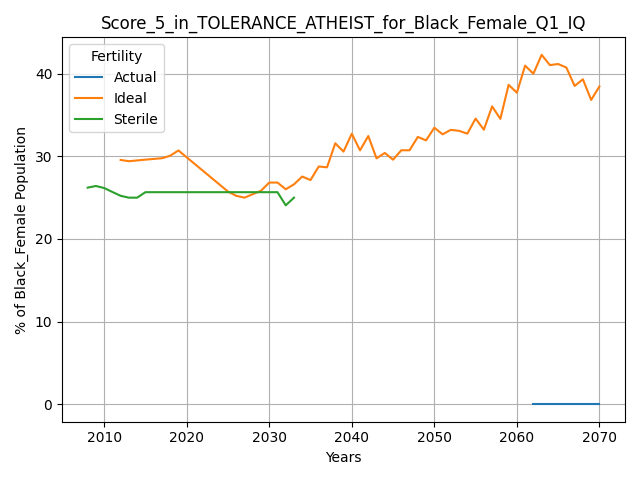 Score_5_in_TOLERANCE_ATHEIST_for_Black_Female_Q1_IQ
Fertility
Actual
Ideal
Sterile
% of Black_Female Population
40
30
20
10
0
2010 2020 2030 2040 2050 2060 2070
Years